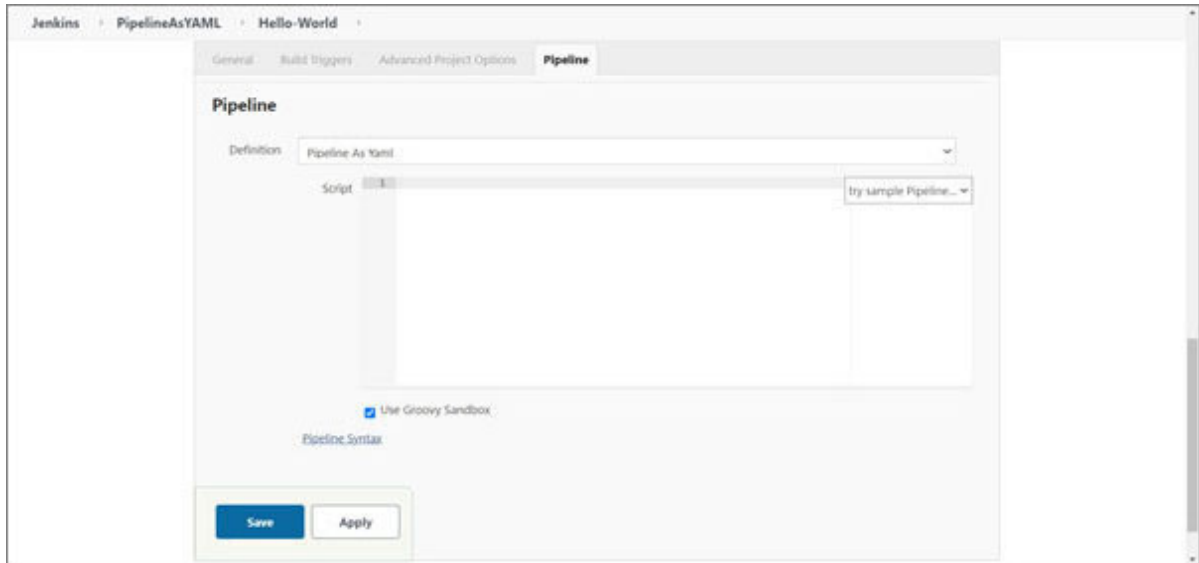 Jenkins PipelineAsYAML Hello-World
General Build Triggers Advanced Project Options Pipeline
Pipeline
Definition Pipeline As Yaml
Script 1 try sample Pipeline...
Use Groovy Sandbox
Pipeline Syntax
Save Apply